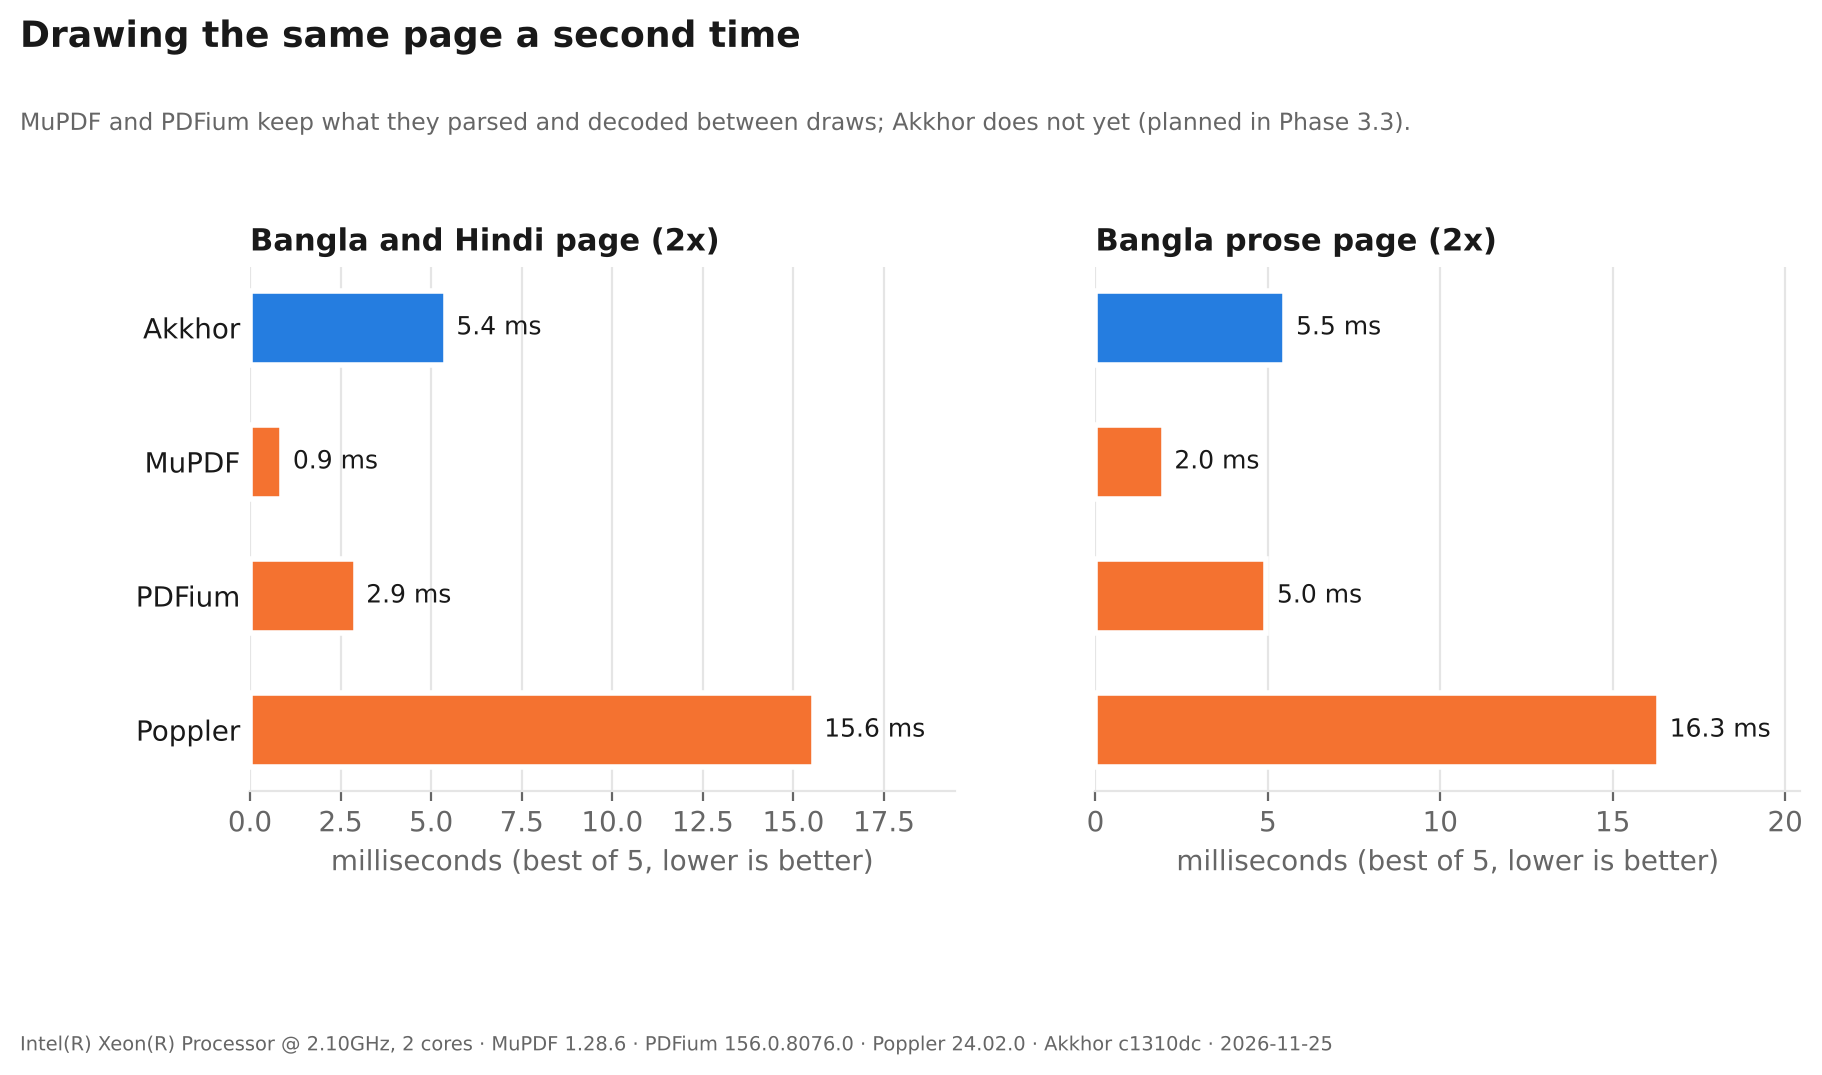 Drawing the same page a second time
MuPDF and PDFium keep what they parsed and decoded between draws; Akkhor does not yet (planned in Phase 3.3).
Bangla and Hindi page (2x)
Akkhor
5.4 ms
MuPDF
0.9 ms
PDFium
2.9 ms
Poppler
15.6 ms
0.0 2.5 5.0 7.5 10.0 12.5 15.0 17.5
milliseconds (best of 5, lower is better)
Bangla prose page (2x)
5.5 ms
2.0 ms
5.0 ms
16.3 ms
0 5 10 15 20
milliseconds (best of 5, lower is better)
Intel(R) Xeon(R) Processor @ 2.10GHz, 2 cores · MuPDF 1.28.6 · PDFium 156.0.8076.0 · Poppler 24.02.0 · Akkhor c1310dc · 2026-11-25